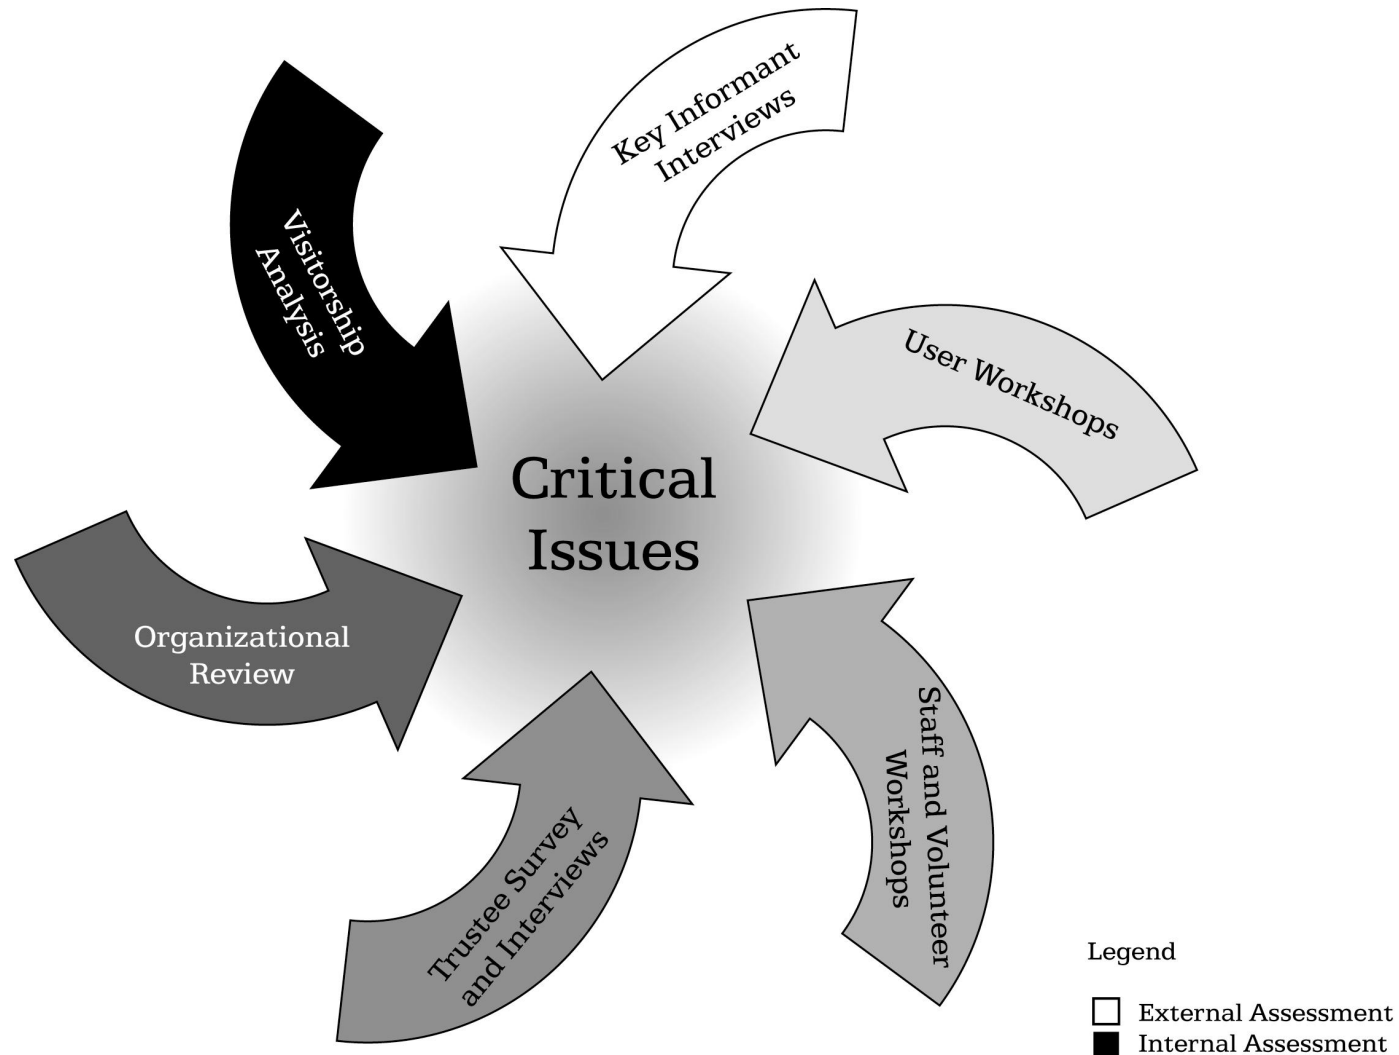 Key Informant
Interviews
Visitorship
Analysis
User Workshops
Critical
Issues
Organizational
Review
Staff and Volunteer
Workshops
Trustee Survey
and Interviews
Legend
External Assessment
Internal Assessment